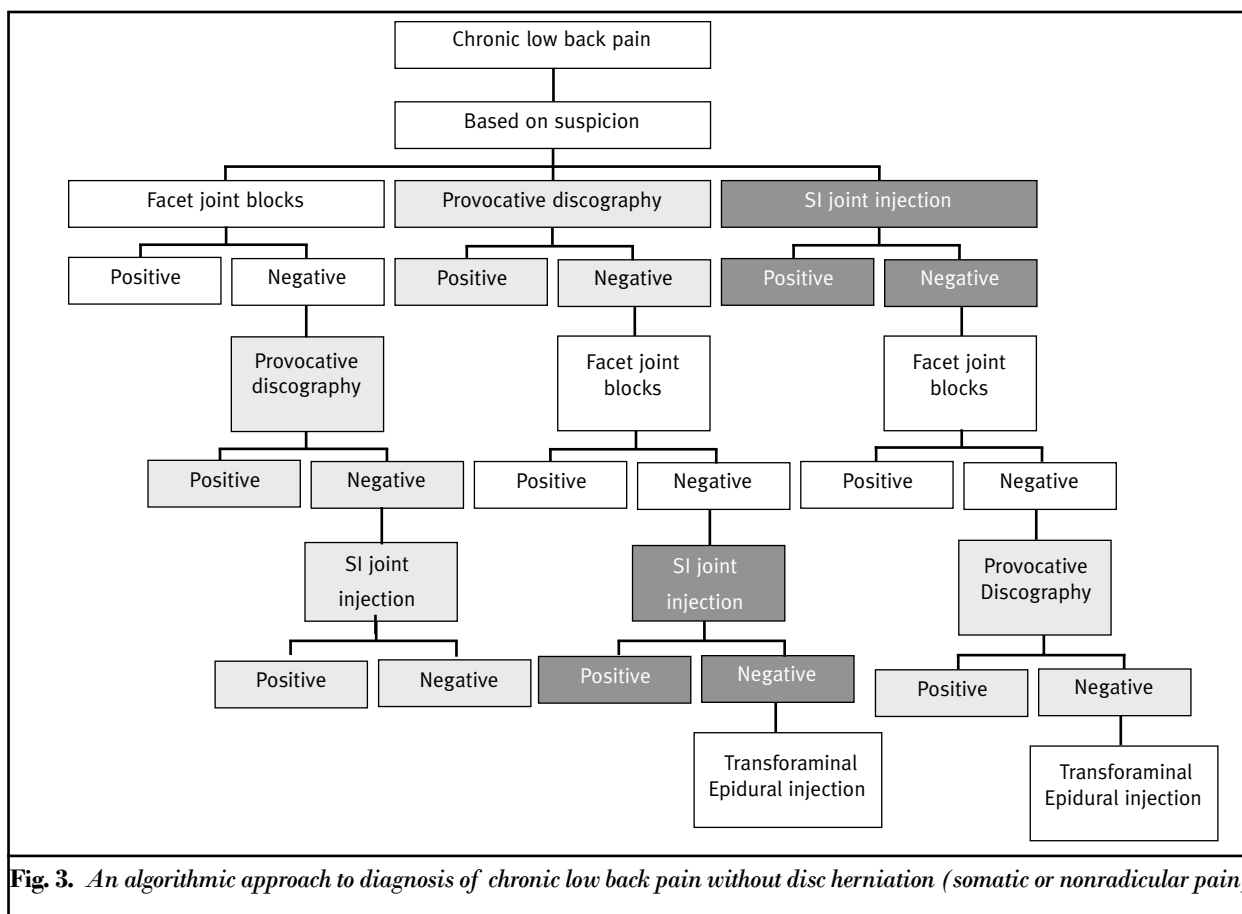 Chronic low back pain
Based on suspicion
Facet joint blocks
Provocative discography
SI joint injection
Positive
Negative
Positive
Negative
Positive
Negative
Provocative
discography
Facet joint
blocks
Facet joint
blocks
Positive
Negative
Positive
Negative
Positive
Negative
SI joint
injection
SI joint
injection
Provocative
Discography
Positive
Negative
Positive
Negative
Positive
Negative
Transforaminal
Epidural injection
Transforaminal
Epidural injection
Fig. 3. An algorithmic approach to diagnosis of chronic low back pain without disc herniation (somatic or nonradicular pain